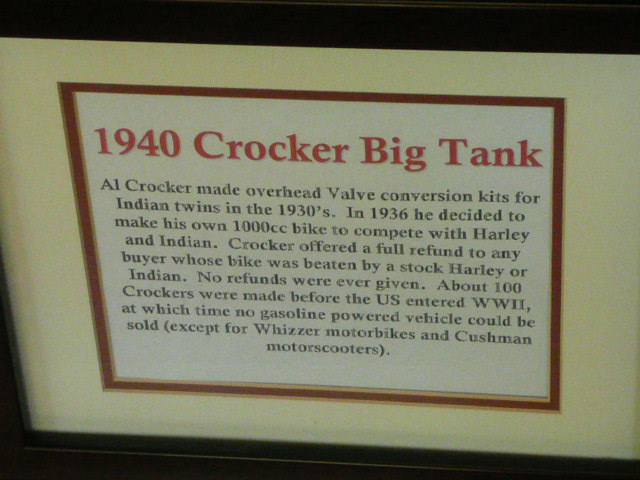 1940 Crocker Big Tank
Al Crocker made overhead Valve conversion kits for
Indian twins in the 1930's. In 1936 he decided to
make his own 1000cc bike to compete with Harley
and Indian. Crocker offered a full refund to any
buyer whose bike was beaten by a stock Harley or
Indian. No refunds were ever given. About 100
Crockers were made before the US entered WWII,
at which time no gasoline powered vehicle could be
sold (except for Whizzer motorbikes and Cushman
motorscooters).